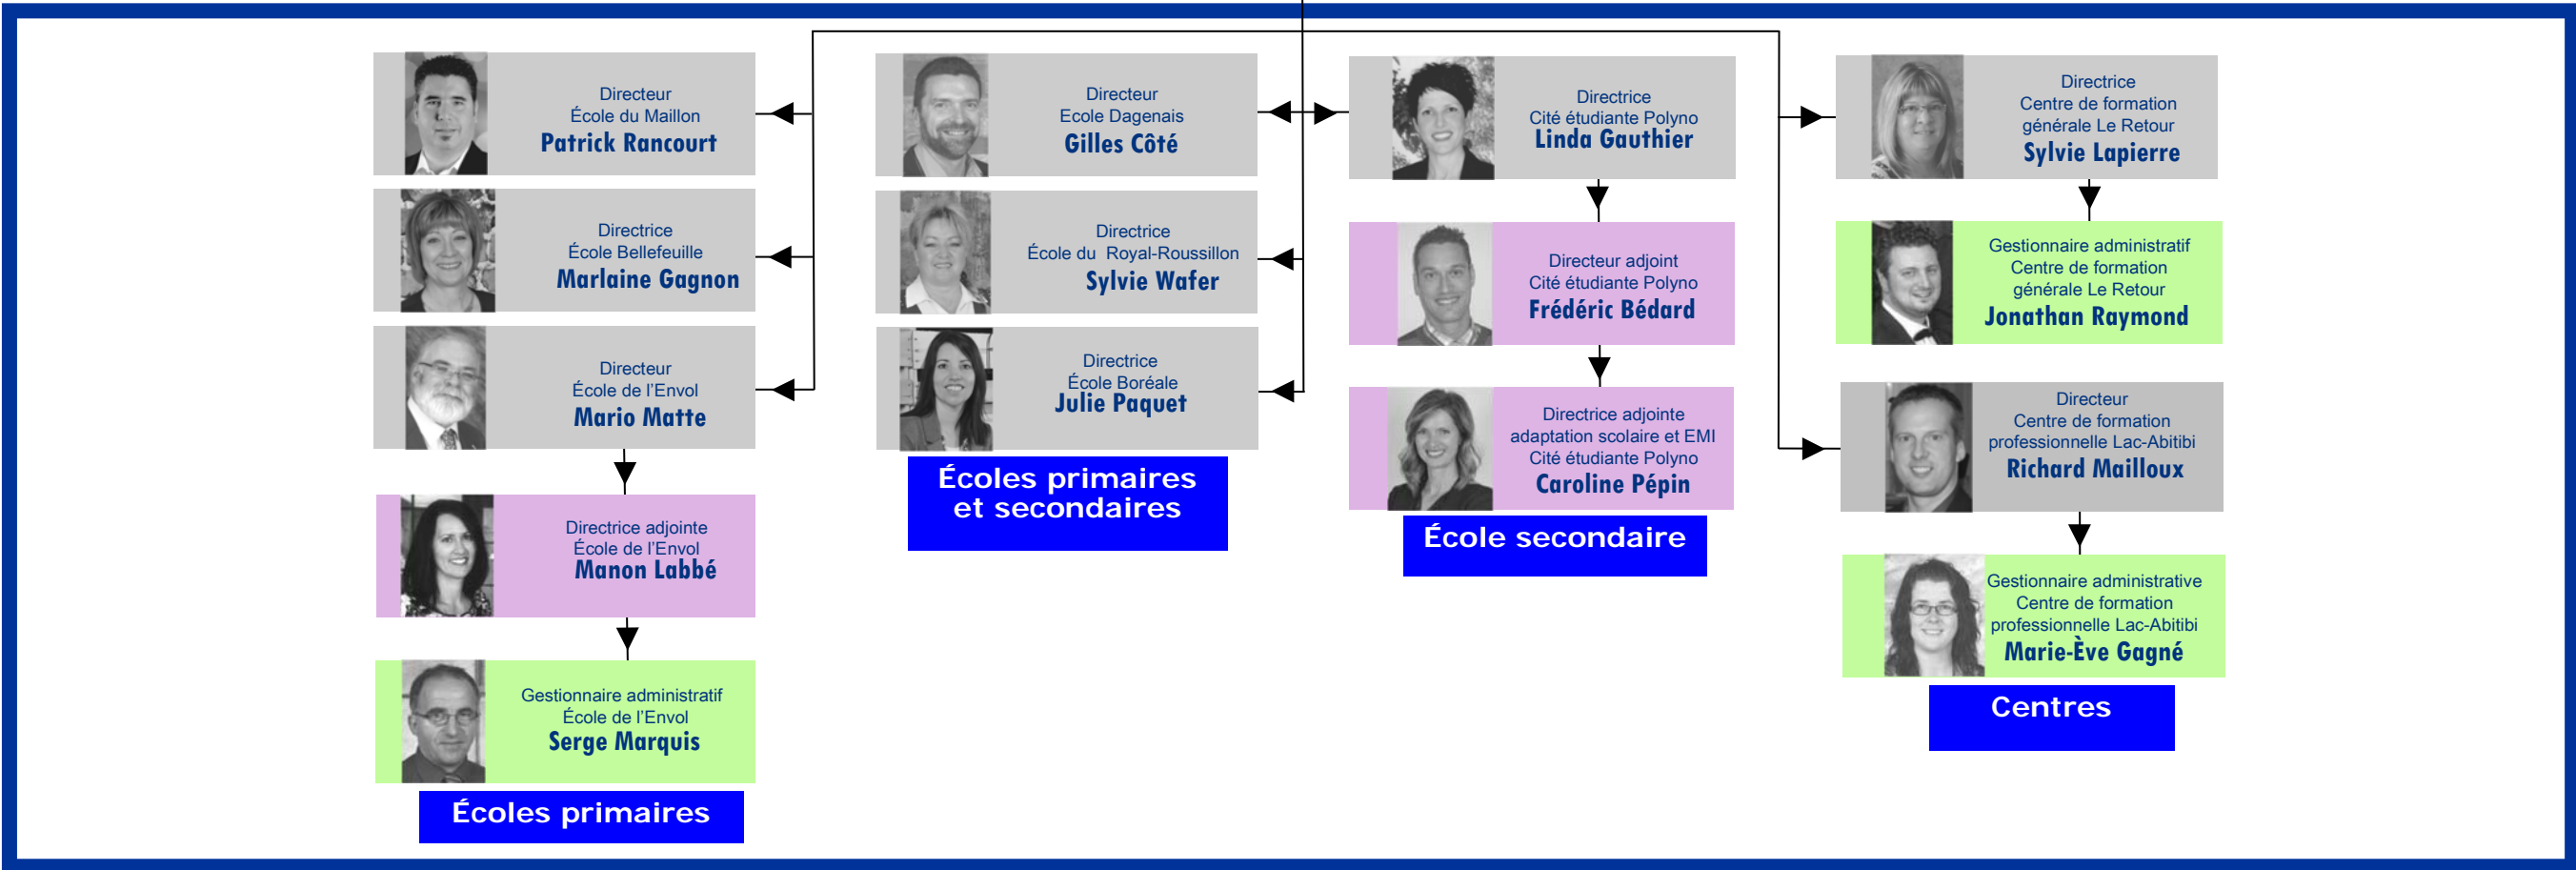 Directeur
École du Maillon
Patrick Rancourt
Directrice
École Bellefeuille
Marlaine Gagnon
Directeur
École de l'Envol
Mario Matte
Directrice adjointe
École de l'Envol
Manon Labbé
Gestionnaire administratif
École de l'Envol
Serge Marquis
Écoles primaires
Directeur
Ecole Dagenais
Gilles Côté
Directrice
École du Royal-Roussillon
Sylvie Wafer
Directrice
École Boréale
Julie Paquet
Écoles primaires
et secondaires
Directrice
Cité étudiante Polyno
Linda Gauthier
Directeur adjoint
Cité étudiante Polyno
Frédéric Bédard
Directrice adjointe
adaptation scolaire et EMI
Cité étudiante Polyno
Caroline Pépin
École secondaire
Directrice
Centre de formation
générale Le Retour
Sylvie Lapierre
Gestionnaire administratif
Centre de formation
générale Le Retour
Jonathan Raymond
Directeur
Centre de formation
professionnelle Lac-Abitibi
Richard Mailloux
Gestionnaire administrative
Centre de formation
professionnelle Lac-Abitibi
Marie-Ève Gagné
Centres